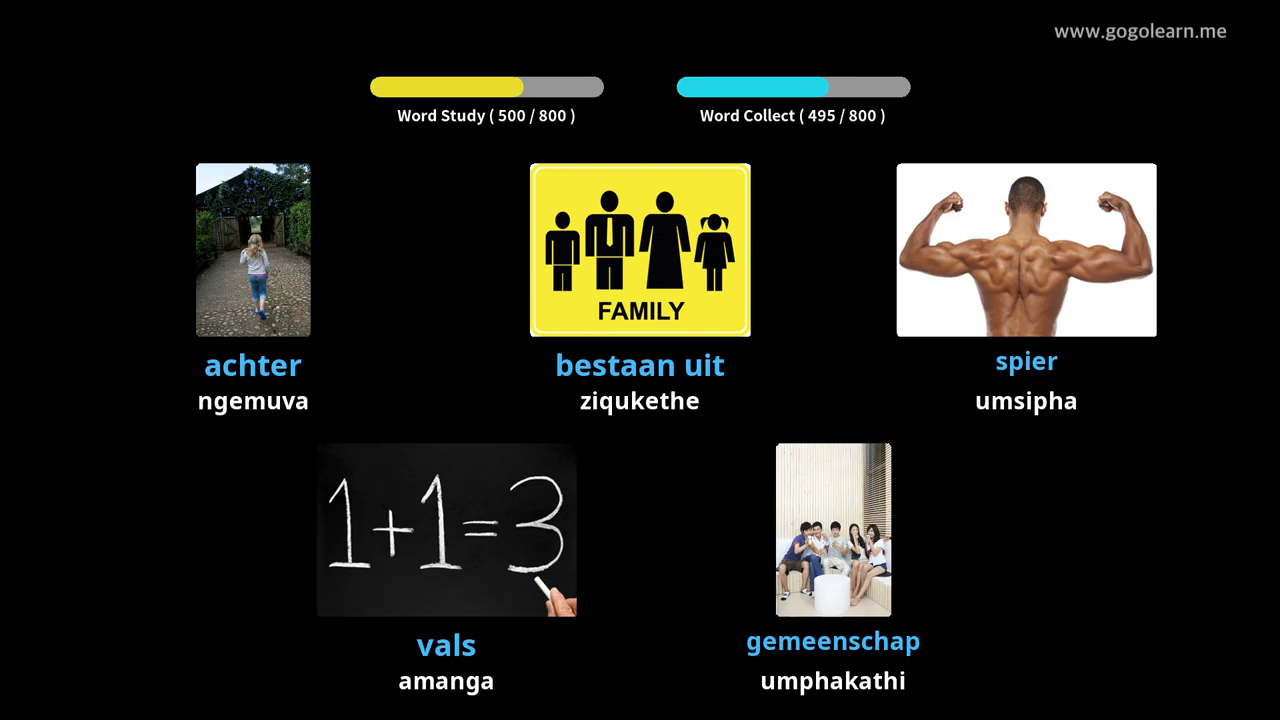 www.gogolearn.me
Word Study ( 500 / 800 )
Word Collect ( 495 / 800 )
FAMILY
achter
ngemuva
bestaan uit
ziqukethe
spier
umsipha
1+1=3
vals
amanga
gemeenschap
umphakathi